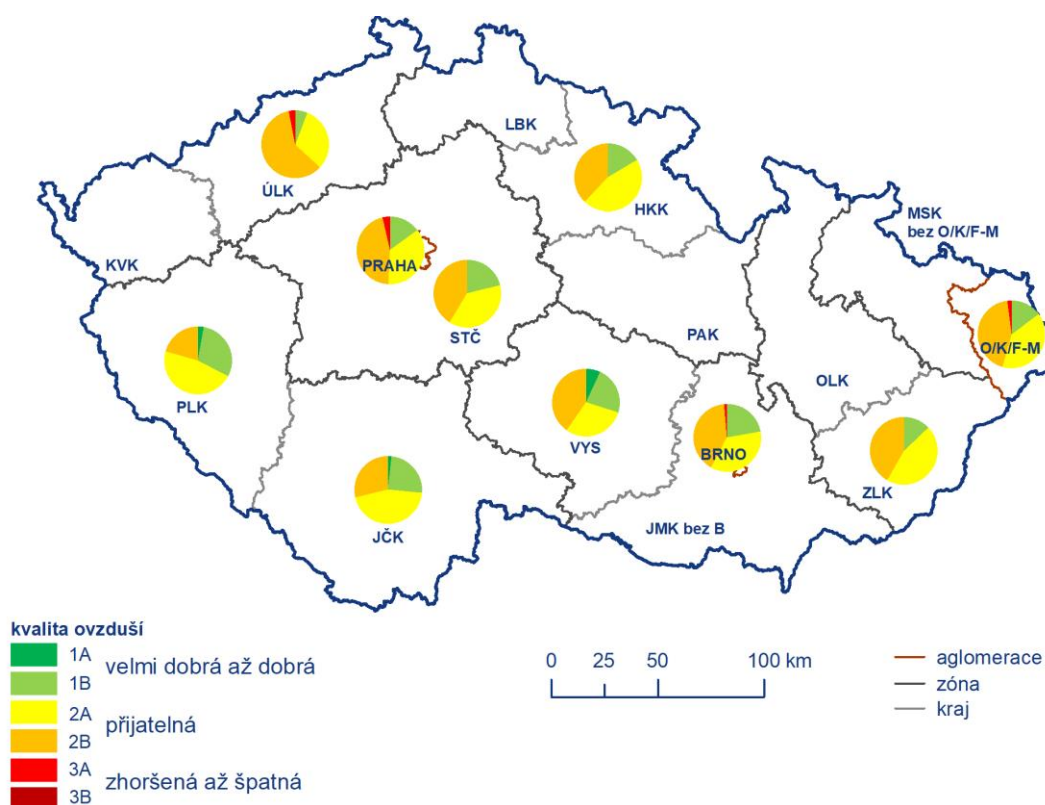 LBK
ÚLK
HKK
MSK
bez O/K/F-M
KVK
PRAHA
STČ
PAK
O/K/F-M
PLK
OLK
VYS
BRNO
ZLK
JČK
JMK bez B
kvalita ovzduší
1A
velmi dobrá až dobrá
1B
2A
přijatelná
2B
3A
zhoršená až špatná
3B
0 25 50 100 km
aglomerace
zóna
kraj